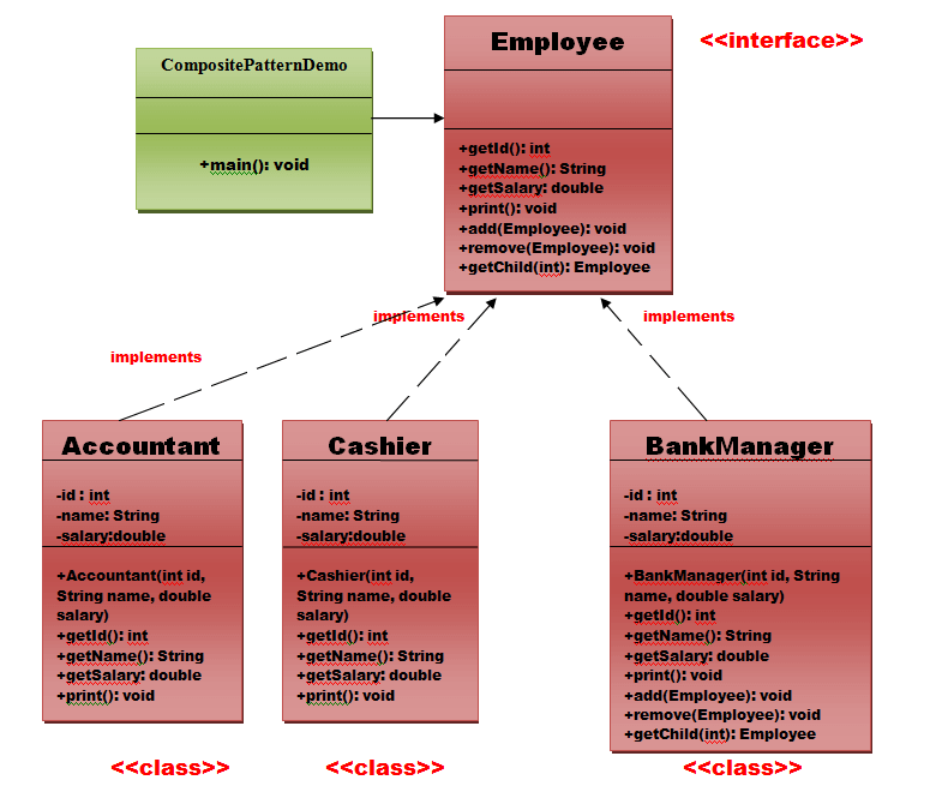 Employee
<<interface>>
CompositePatternDemo
+main(): void
+getId(): int
+getName(): String
+getSalary: double
+print(): void
+add(Employee): void
+remove(Employee): void
+getChild(int): Employee
implements
implements
implements
Accountant
-id : int
-name: String
-salary:double
+Accountant(int id,
String name, double
salary)
+getId(): int
+getName(): String
+getSalary: double
+print(): void
<<class>>
Cashier
-id : int
-name: String
-salary:double
+Cashier(int id,
String name, double
salary)
+getId(): int
+getName(): String
+getSalary: double
+print(): void
<<class>>
BankManager
-id : int
-name: String
-salary:double
+BankManager(int id, String
name, double salary)
+getId(): int
+getName(): String
+getSalary: double
+print(): void
+add(Employee): void
+remove(Employee): void
+getChild(int): Employee
<<class>>